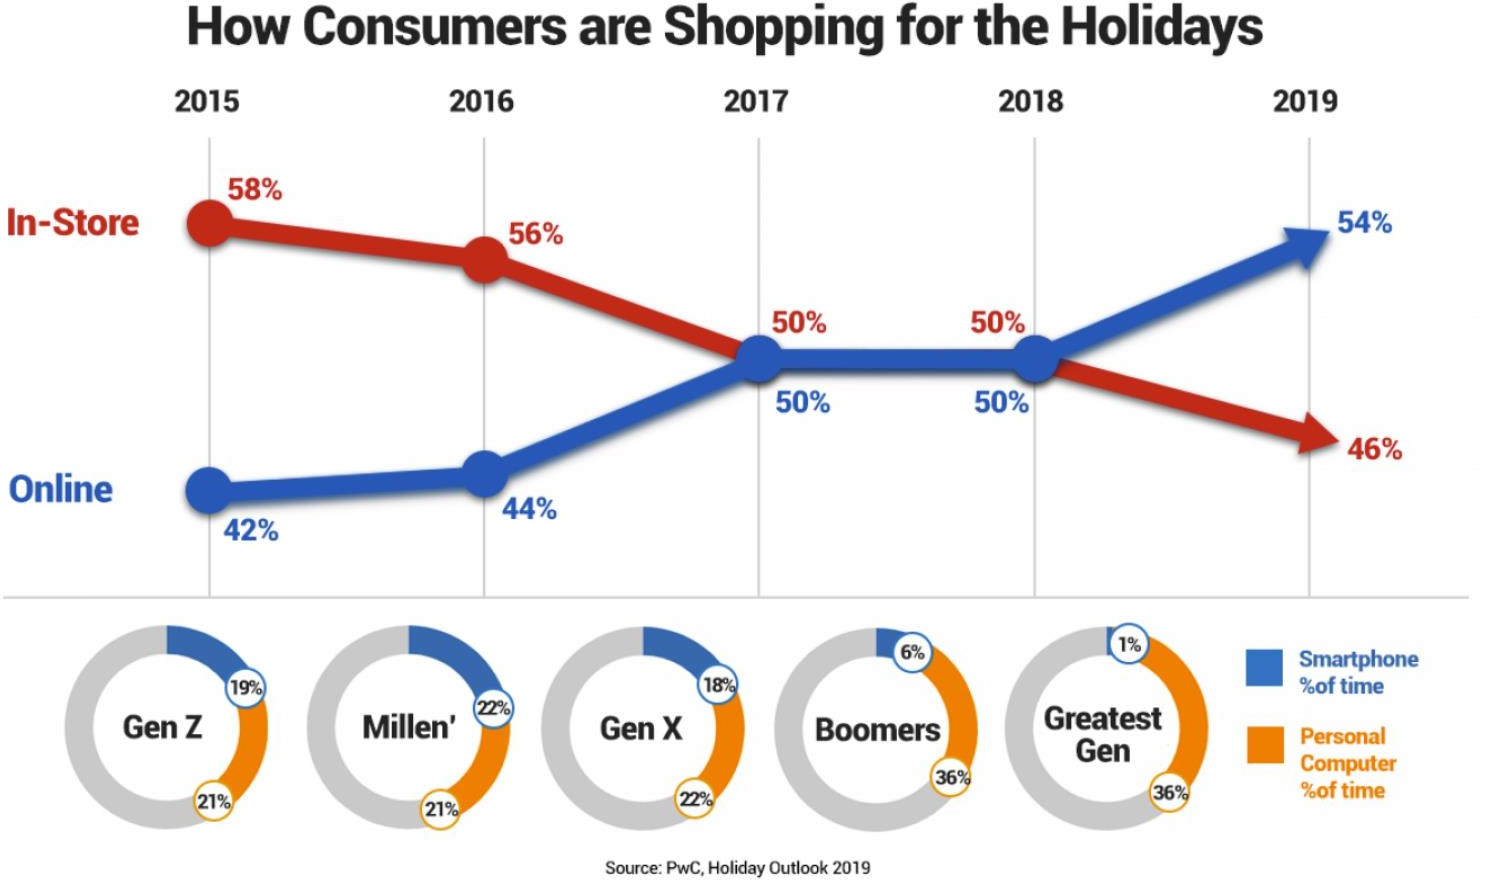 How Consumers are Shopping for the Holidays
2015 2016 2017 2018 2019
58%
In-Store
56%
54%
50% 50%
50% 50%
46%
Online
44%
42%
19%
Gen Z
21%
22%
Millen'
21%
18%
Gen X
22%
6%
Boomers
36%
1%
Greatest
Gen
36%
Smartphone
%of time
Personal
Computer
%of time
Source: PwC, Holiday Outlook 2019